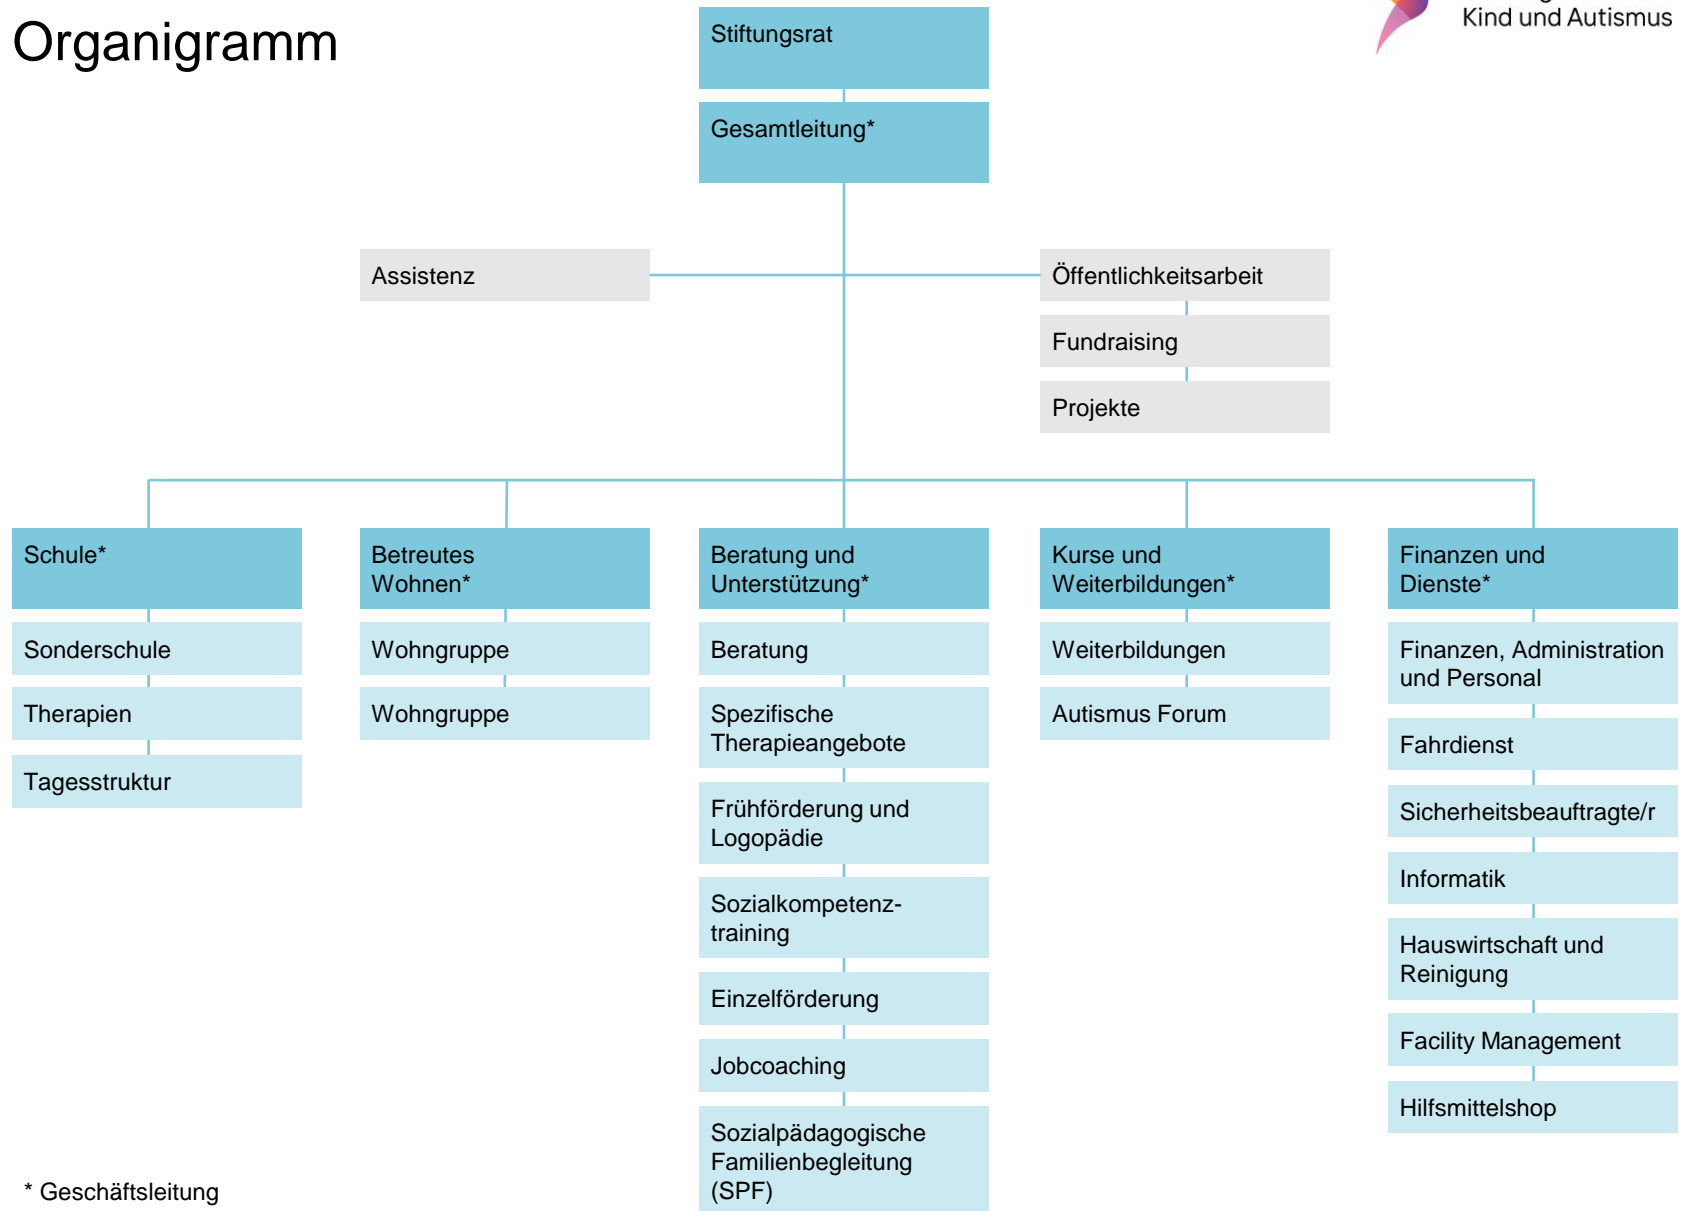 Organigramm
Kind und Autismus
Stiftungsrat
Gesamtleitung*
Assistenz
Öffentlichkeitsarbeit
Fundraising
Projekte
Schule*
Sonderschule
Therapien
Tagesstruktur
Betreutes
Wohnen*
Wohngruppe
Wohngruppe
Beratung und
Unterstützung*
Beratung
Spezifische
Therapieangebote
Frühförderung und
Logopädie
Sozialkompetenz-
training
Einzelförderung
Jobcoaching
Sozialpädagogische
Familienbegleitung
(SPF)
Kurse und
Weiterbildungen*
Weiterbildungen
Autismus Forum
Finanzen und
Dienste*
Finanzen, Administration
und Personal
Fahrdienst
Sicherheitsbeauftragte/r
Informatik
Hauswirtschaft und
Reinigung
Facility Management
Hilfsmittelshop
* Geschäftsleitung